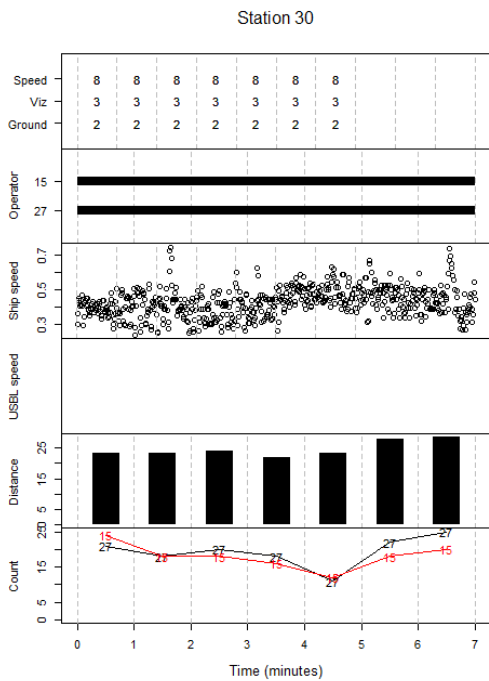 Station 30
Speed 8 8 8 8 8 8 8
Viz 3 3 3 3 3 3 3
Ground 2 2 2 2 2 2 2
Operator
15
27
Ship speed
0.7
0.5
0.3
USBL speed
Distance
25
15
5
0
Count
25
15
5
0
15 15 15 15 15 15 15
27 27 27 27 27 27 27
0 1 2 3 4 5 6 7
Time (minutes)